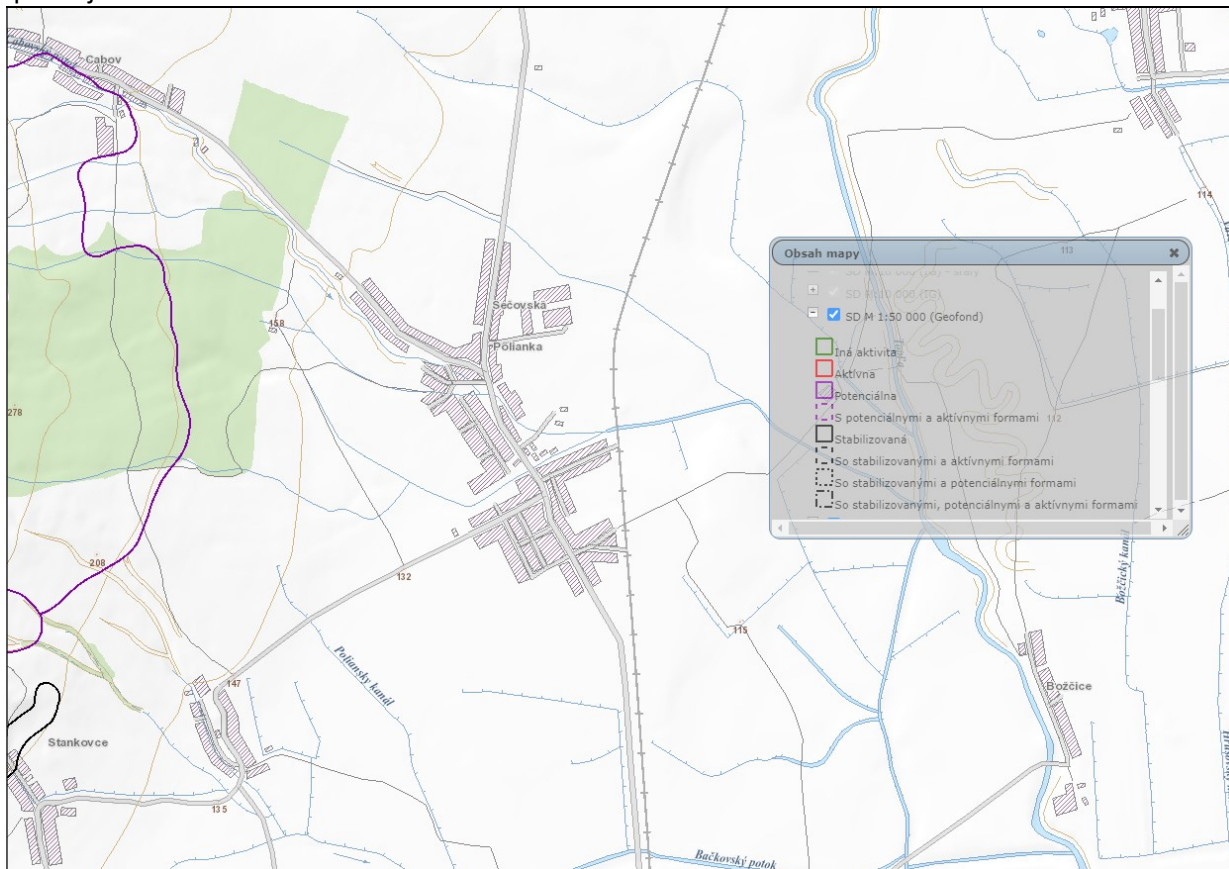 Cabov
Sečovská
Polianka
158
278
208
132
147
135
Stankovce
Poliansky kanál
115
Božčice
Božčický kanál
Bačkovský potok
114
Obsah mapy
113
SD M 1:50 000 (Geofond)
Iná aktivita
Aktívna
Potenciálna
S potenciálnymi a aktívnymi formami
112
Stabilizovaná
So stabilizovanými a aktívnymi formami
So stabilizovanými a potenciálnymi formami
So stabilizovanými, potenciálnymi a aktívnymi formami